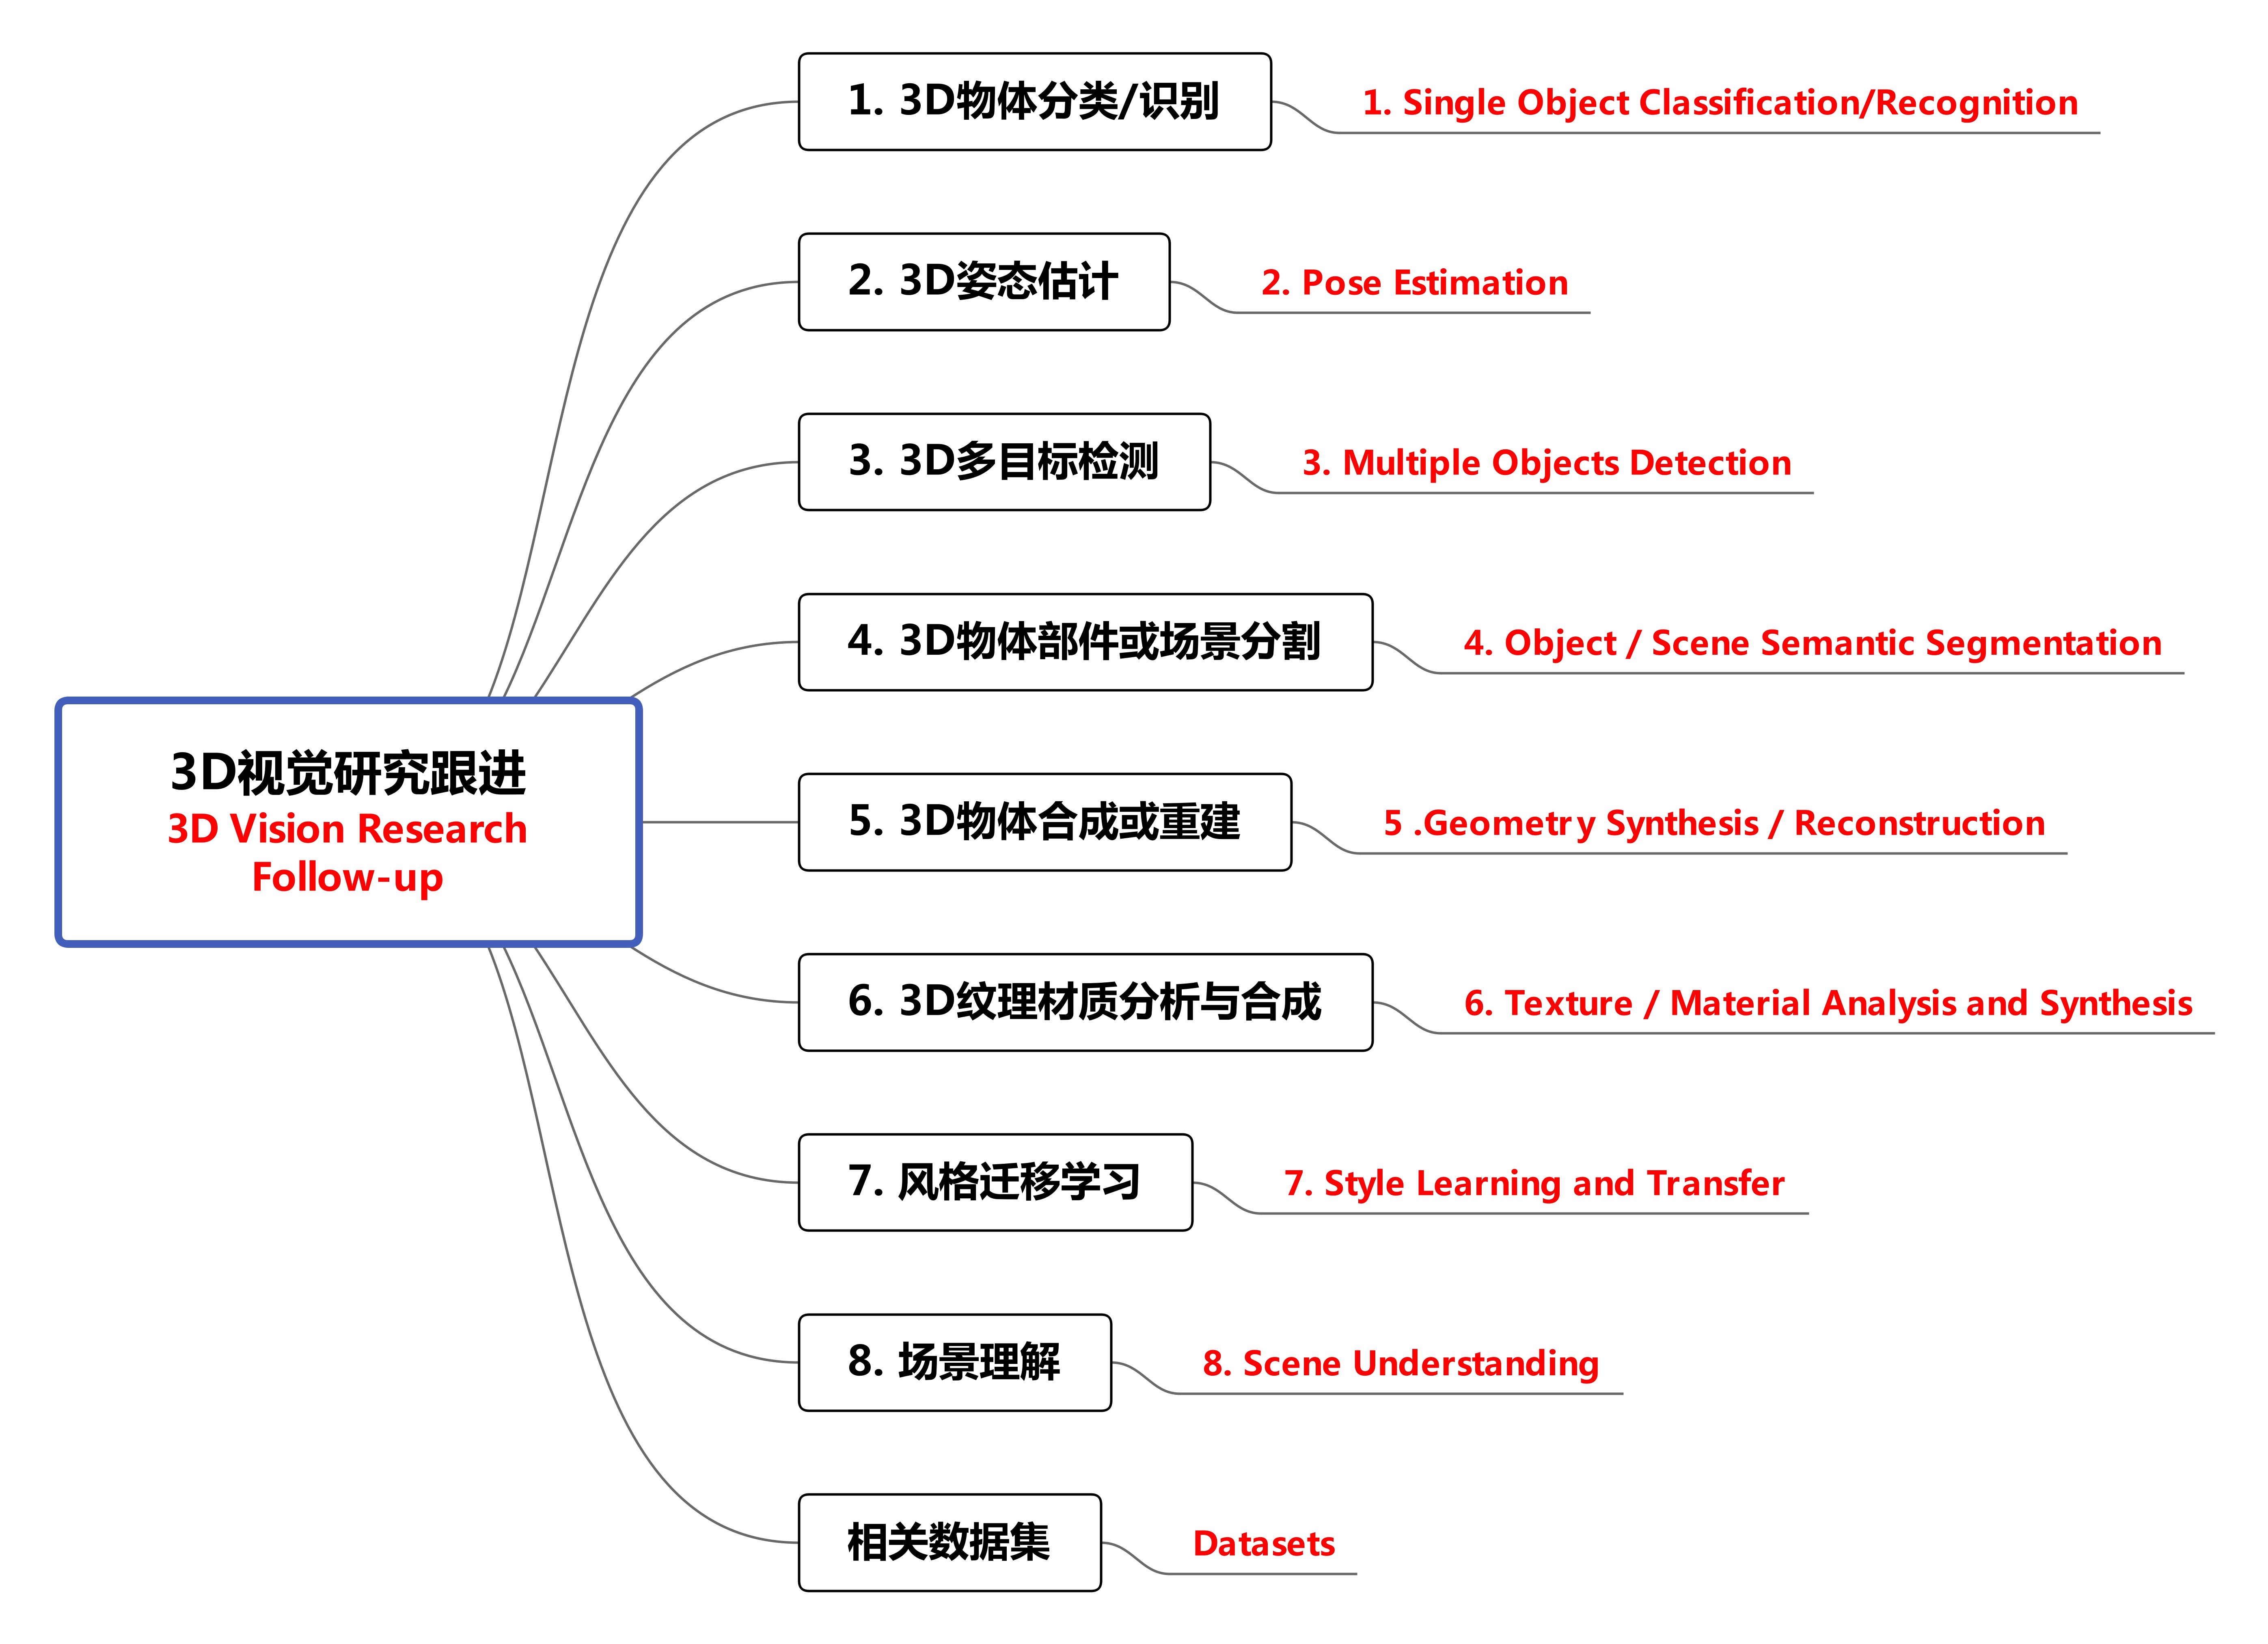 1. 3D物体分类/识别
1. Single Object Classification/Recognition
2. 3D姿态估计
2. Pose Estimation
3. 3D多目标检测
3. Multiple Objects Detection
4. 3D物体部件或场景分割
4. Object / Scene Semantic Segmentation
3D视觉研究跟进
3D Vision Research
Follow-up
5. 3D物体合成或重建
5 .Geometry Synthesis / Reconstruction
6. 3D纹理材质分析与合成
6. Texture / Material Analysis and Synthesis
7. 风格迁移学习
7. Style Learning and Transfer
8. 场景理解
8. Scene Understanding
相关数据集
Datasets